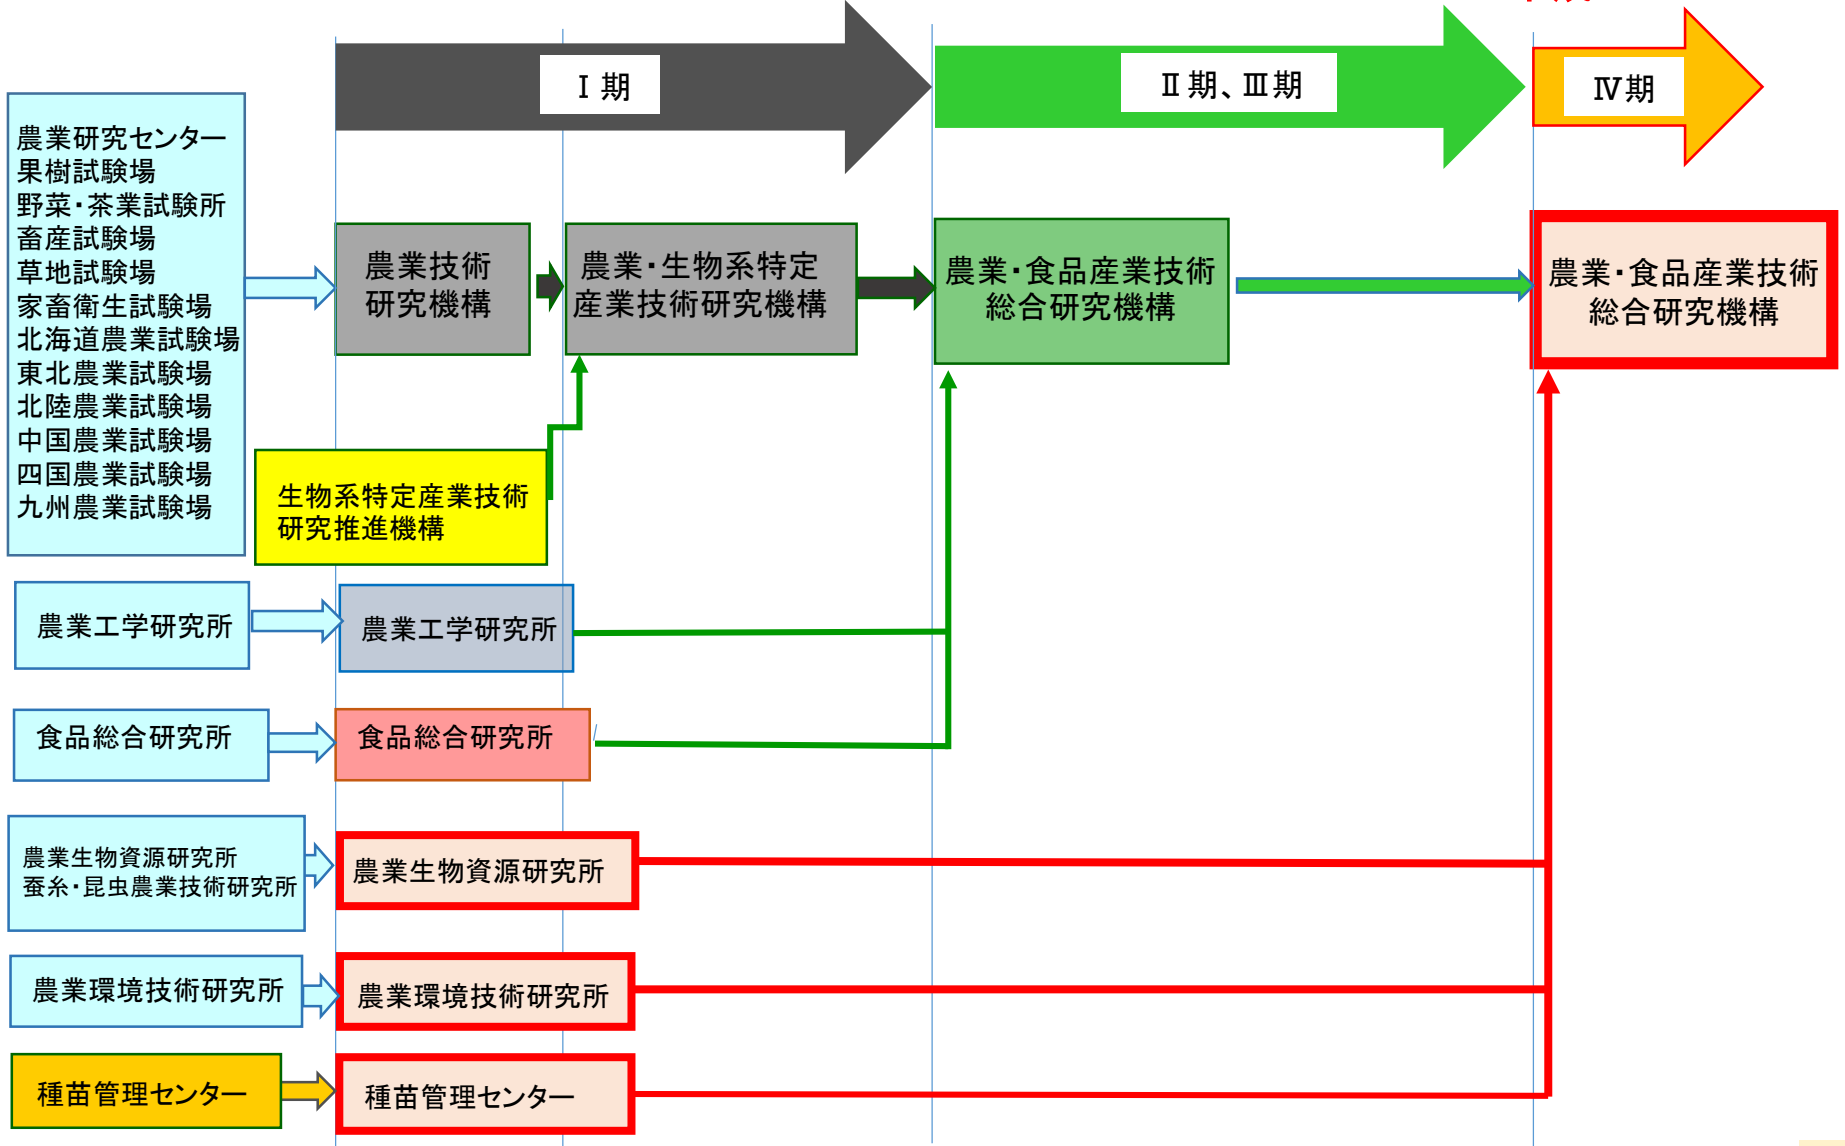 Ⅰ期
Ⅱ期、Ⅲ期
Ⅳ期
農業研究センター
果樹試験場
野菜・茶業試験所
畜産試験場
草地試験場
家畜衛生試験場
北海道農業試験場
東北農業試験場
北陸農業試験場
中国農業試験場
四国農業試験場
九州農業試験場
農業技術
研究機構
農業・生物系特定
産業技術研究機構
農業・食品産業技術
総合研究機構
農業・食品産業技術
総合研究機構
生物系特定産業技術
研究推進機構
農業工学研究所
農業工学研究所
食品総合研究所
食品総合研究所
農業生物資源研究所
蚕糸・昆虫農業技術研究所
農業生物資源研究所
農業環境技術研究所
農業環境技術研究所
種苗管理センター
種苗管理センター